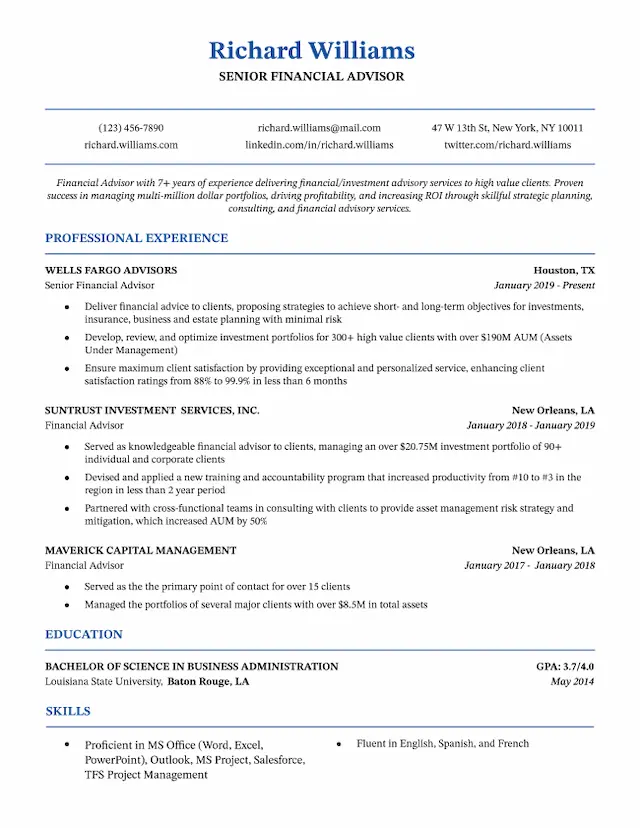 Richard Williams
SENIOR FINANCIAL ADVISOR
(123) 456-7890 richard.williams@mail.com 47 W 13th St, New York, NY 10011
richard.williams.com linkedin.com/in/richard.williams twitter.com/richard.williams
Financial Advisor with 7+ years of experience delivering financial/investment advisory services to high value clients. Proven
success in managing multi-million dollar portfolios, driving profitability, and increasing ROI through skillful strategic planning,
consulting, and financial advisory services.
PROFESSIONAL EXPERIENCE
WELLS FARGO ADVISORS Houston, TX
Senior Financial Advisor January 2019 - Present
● Deliver financial advice to clients, proposing strategies to achieve short- and long-term objectives for investments,
insurance, business and estate planning with minimal risk
● Develop, review, and optimize investment portfolios for 300+ high value clients with over $190M AUM (Assets
Under Management)
● Ensure maximum client satisfaction by providing exceptional and personalized service, enhancing client
satisfaction ratings from 88% to 99.9% in less than 6 months
SUNTRUST INVESTMENT SERVICES, INC. New Orleans, LA
Financial Advisor January 2018 - January 2019
● Served as knowledgeable financial advisor to clients, managing an over $20.75M investment portfolio of 90+
individual and corporate clients
● Devised and applied a new training and accountability program that increased productivity from #10 to #3 in the
region in less than 2 year period
● Partnered with cross-functional teams in consulting with clients to provide asset management risk strategy and
mitigation, which increased AUM by 50%
MAVERICK CAPITAL MANAGEMENT New Orleans, LA
Financial Advisor January 2017 - January 2018
● Served as the the primary point of contact for over 15 clients
● Managed the portfolios of several major clients with over $8.5M in total assets
EDUCATION
BACHELOR OF SCIENCE IN BUSINESS ADMINISTRATION GPA: 3.7/4.0
Louisiana State University, Baton Rouge, LA May 2014
SKILLS
● Proficient in MS Office (Word, Excel,
PowerPoint), Outlook, MS Project, Salesforce,
TFS Project Management
● Fluent in English, Spanish, and French